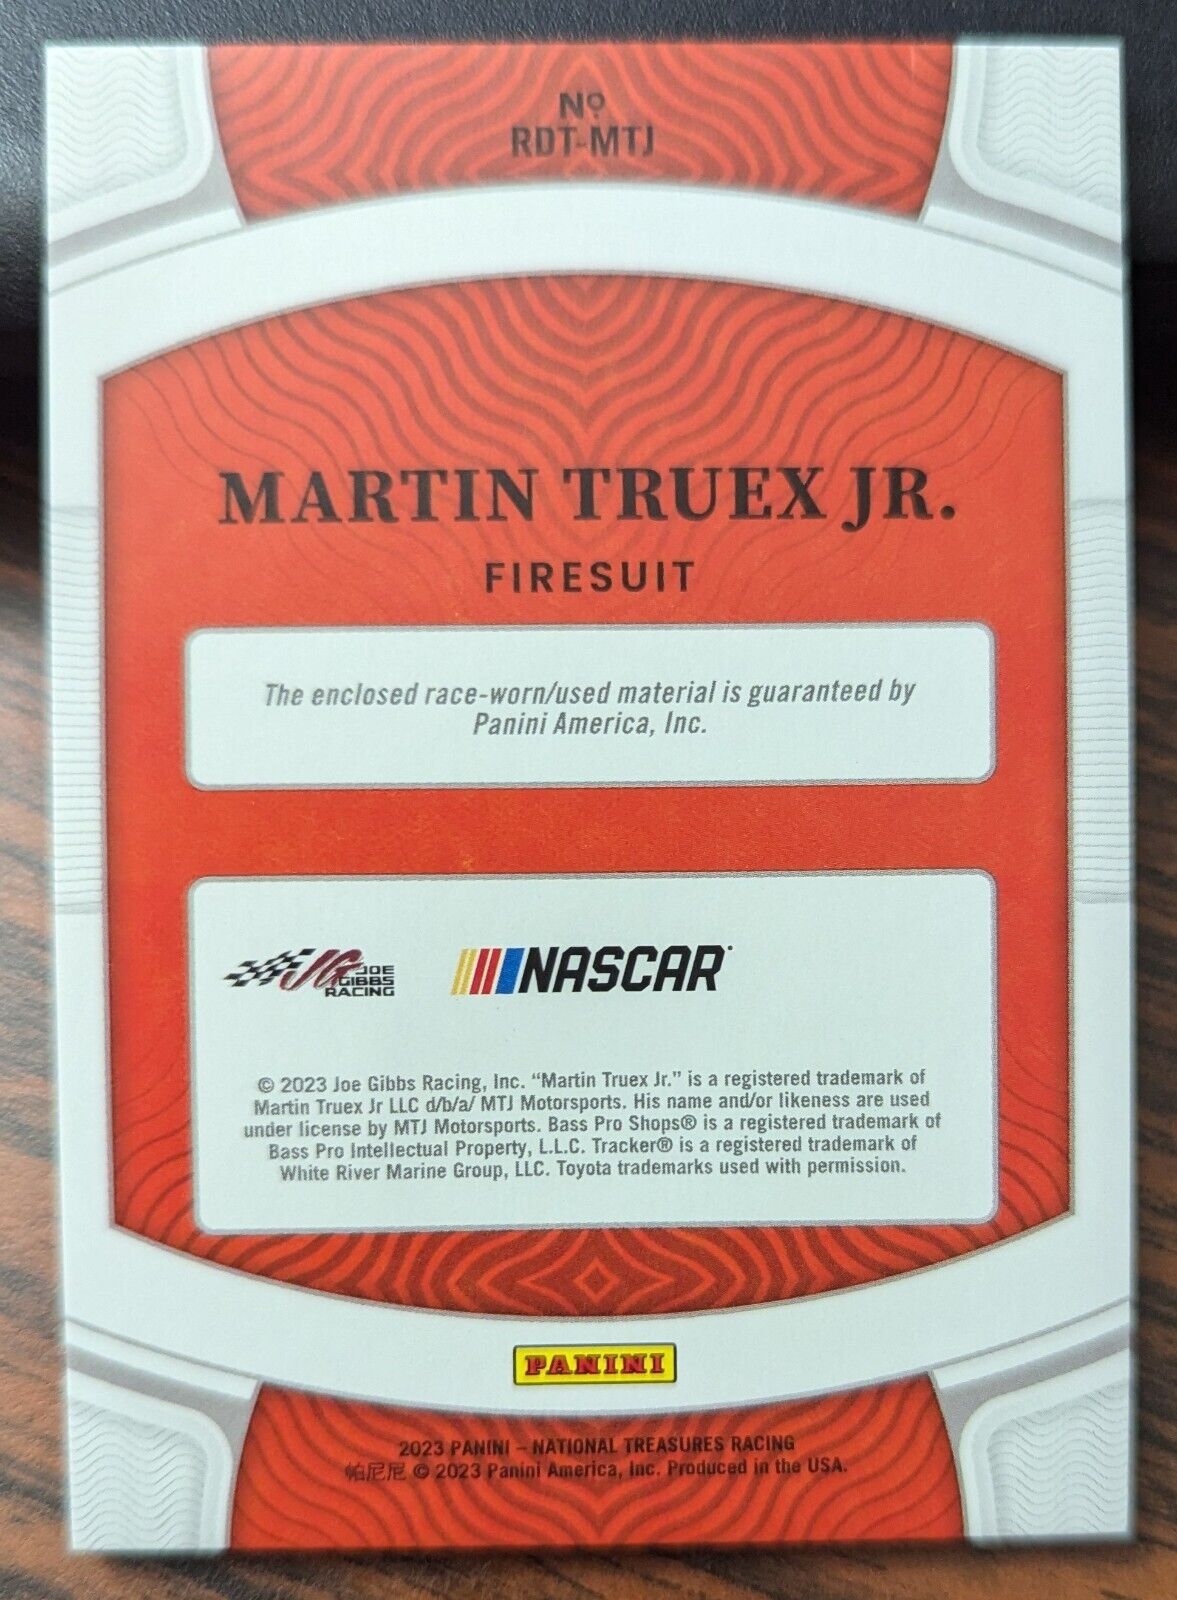 Nº
RDT-MTJ
MARTIN TRUEX JR.
FIRESUIT
The enclosed race-worn/used material is guaranteed by
Panini America, Inc.
JG JOE
GIBBS
RACING
NASCAR
© 2023 Joe Gibbs Racing, Inc. “Martin Truex Jr.” is a registered trademark of
Martin Truex Jr LLC d/b/a/ MTJ Motorsports. His name and/or likeness are used
under license by MTJ Motorsports. Bass Pro Shops® is a registered trademark of
Bass Pro Intellectual Property, L.L.C. Tracker® is a registered trademark of
White River Marine Group, LLC. Toyota trademarks used with permission.
PANINI
2023 PANINI – NATIONAL TREASURES RACING
帕尼尼 © 2023 Panini America, Inc. Produced in the USA.